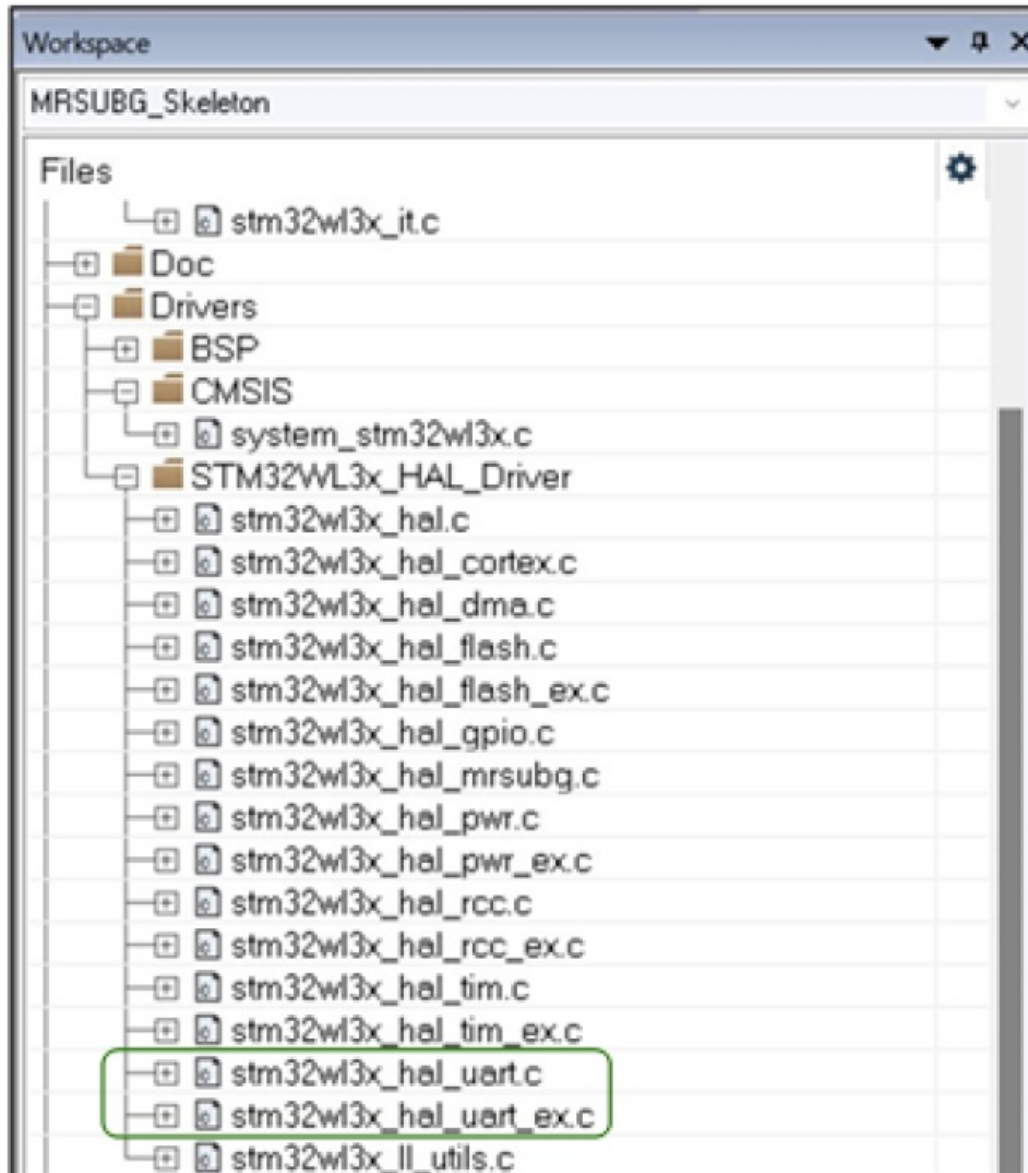 Workspace
MRSUBG_Skeleton
Files
stm32wl3x_it.c
Doc
Drivers
BSP
CMSIS
system_stm32wl3x.c
STM32WL3x_HAL_Driver
stm32wl3x_hal.c
stm32wl3x_hal_cortex.c
stm32wl3x_hal_dma.c
stm32wl3x_hal_flash.c
stm32wl3x_hal_flash_ex.c
stm32wl3x_hal_gpio.c
stm32wl3x_hal_mrsubg.c
stm32wl3x_hal_pwr.c
stm32wl3x_hal_pwr_ex.c
stm32wl3x_hal_rcc.c
stm32wl3x_hal_rcc_ex.c
stm32wl3x_hal_tim.c
stm32wl3x_hal_tim_ex.c
stm32wl3x_hal_uart.c
stm32wl3x_hal_uart_ex.c
stm32wl3x_ll_utils.c